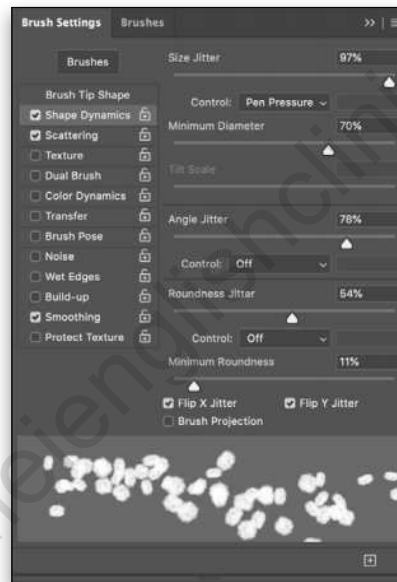 Brush Settings Brushes >>
Brushes
Size Jitter 97%
Brush Tip Shape
Control: Pen Pressure
Shape Dynamics
Minimum Diameter 70%
Scattering
Texture
Tilt Scale
Dual Brush
Color Dynamics
Transfer
Angle Jitter 78%
Brush Pose
Noise
Control: Off
Wet Edges
Build-up
Roundness Jitter 54%
Smoothing
Protect Texture
Control: Off
Minimum Roundness 11%
Flip X Jitter Flip Y Jitter
Brush Projection